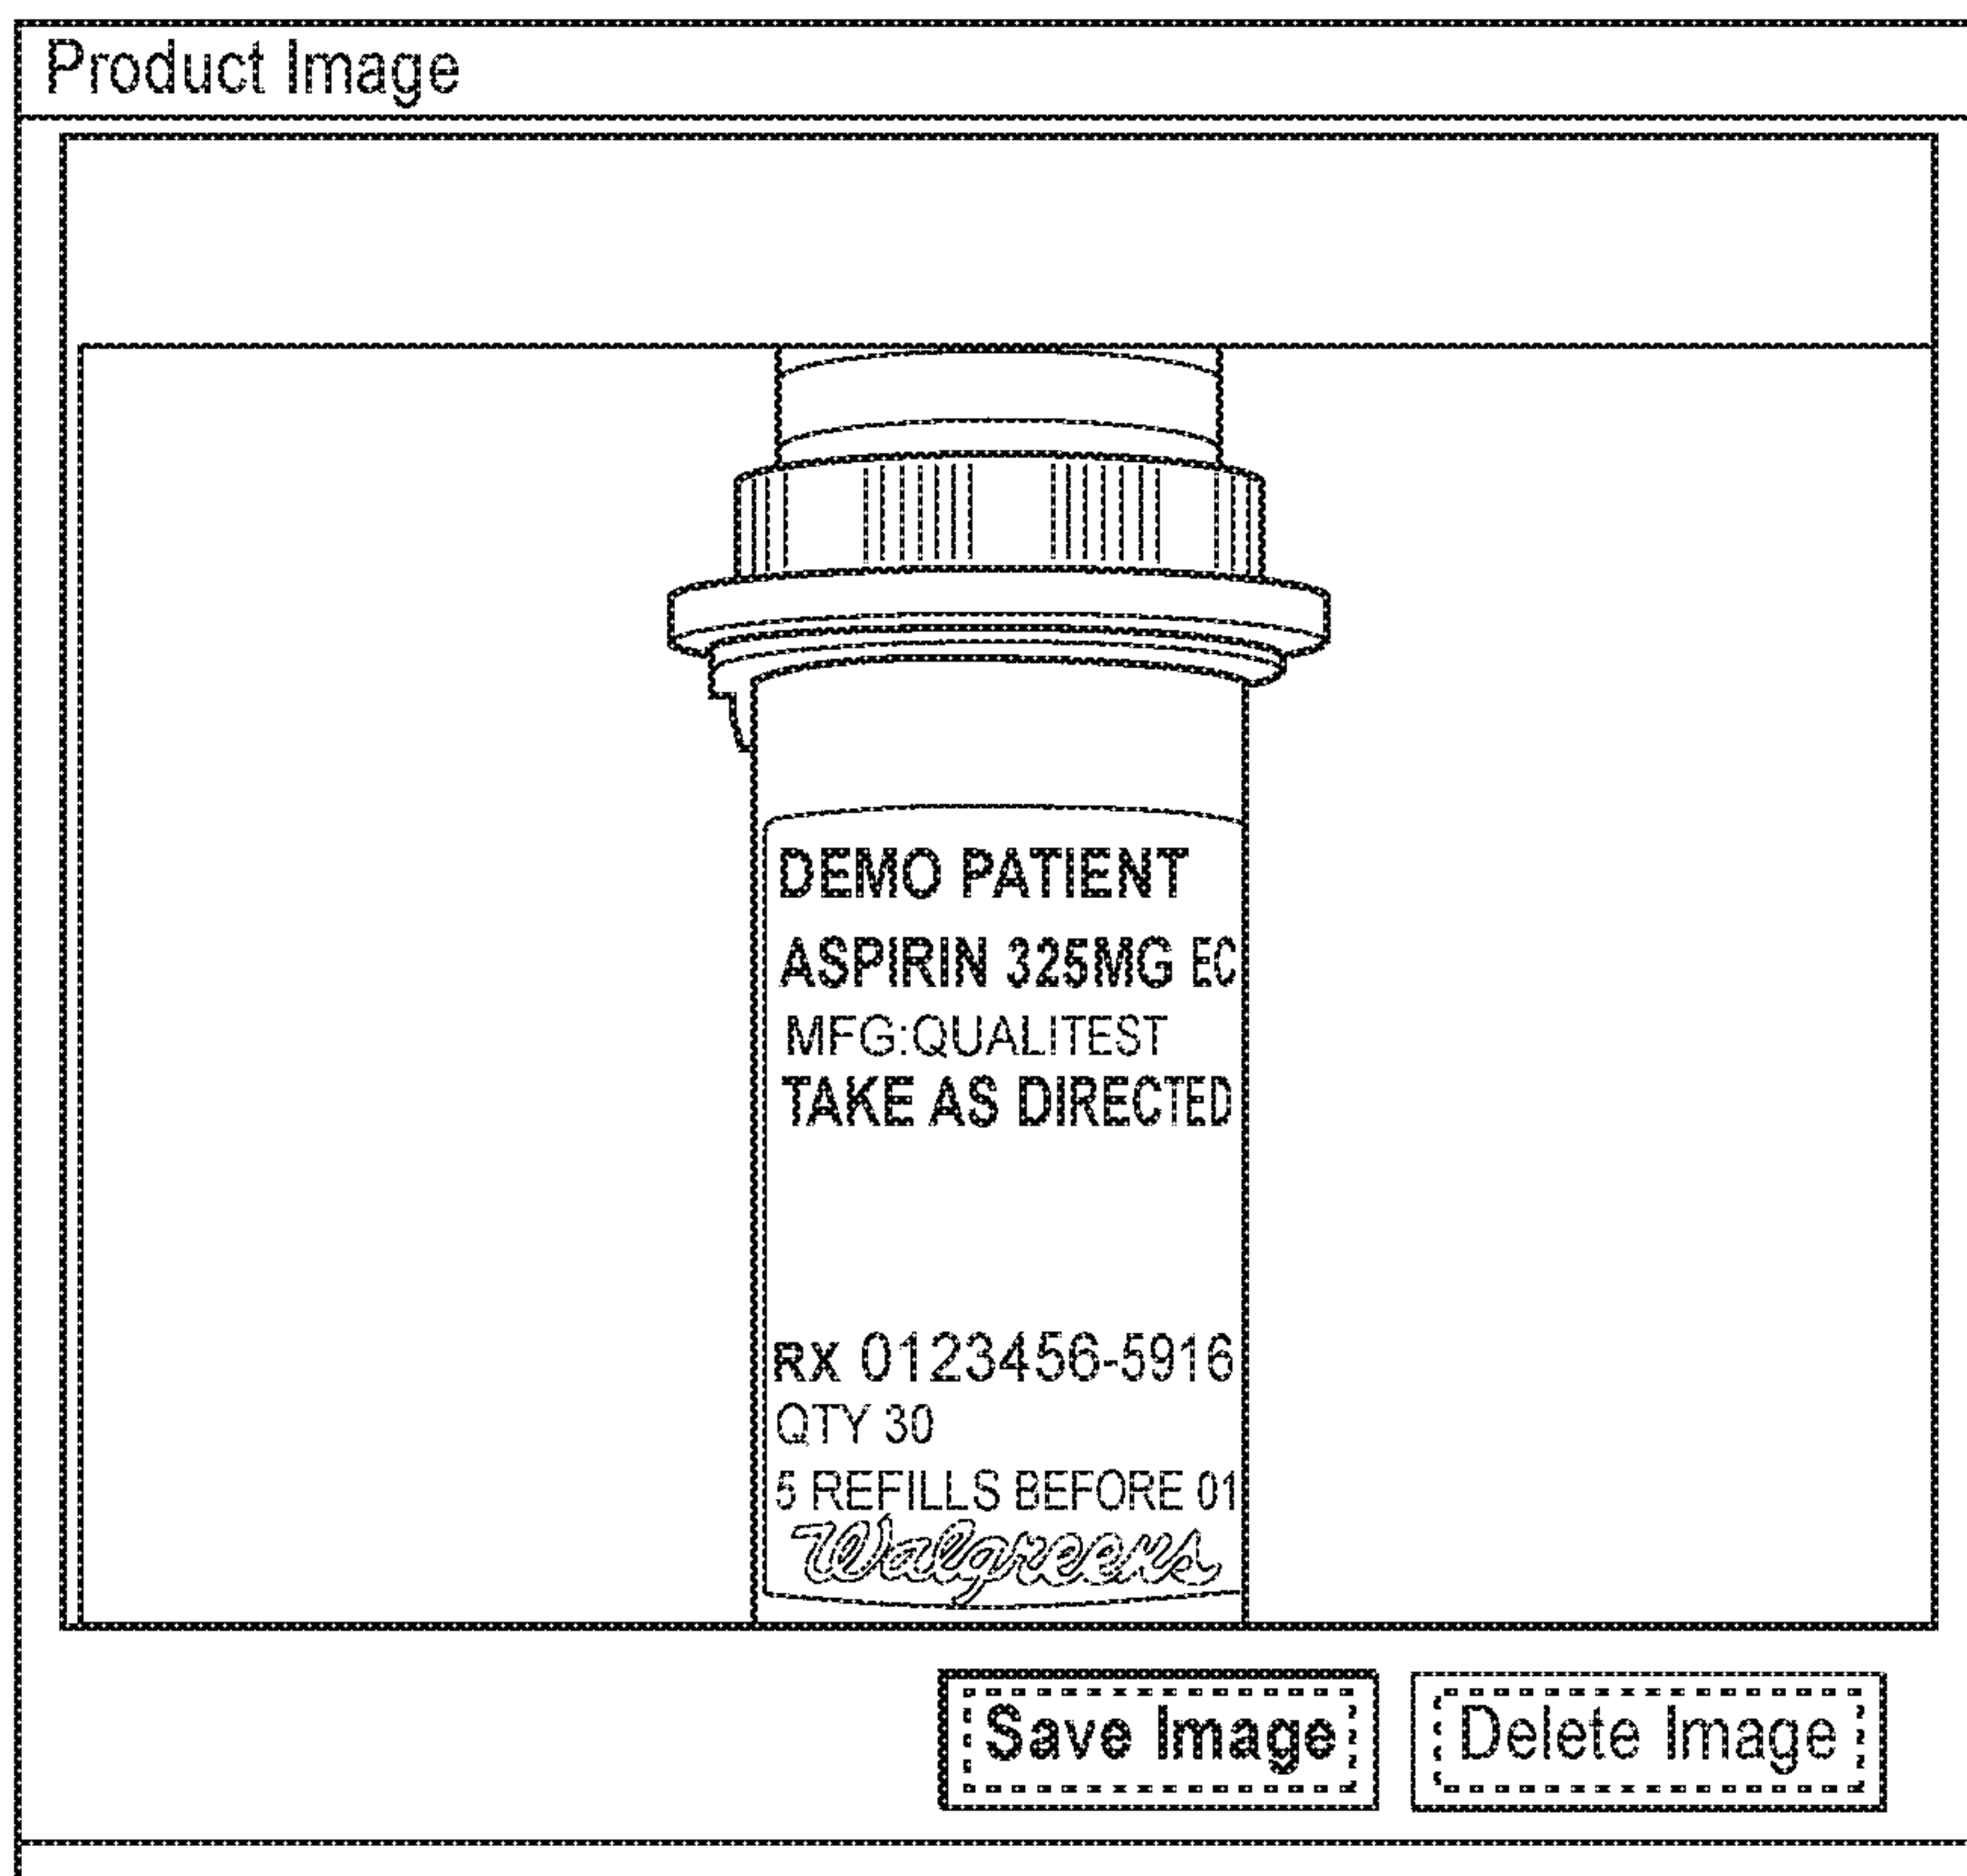 Product Image
DEMO PATIENT
ASPIRIN 325MG EC
MFG:QUALITEST
TAKE AS DIRECTED
RX 0123456-5916
QTY 30
5 REFILLS BEFORE 01
Walgreens
Save Image Delete Image